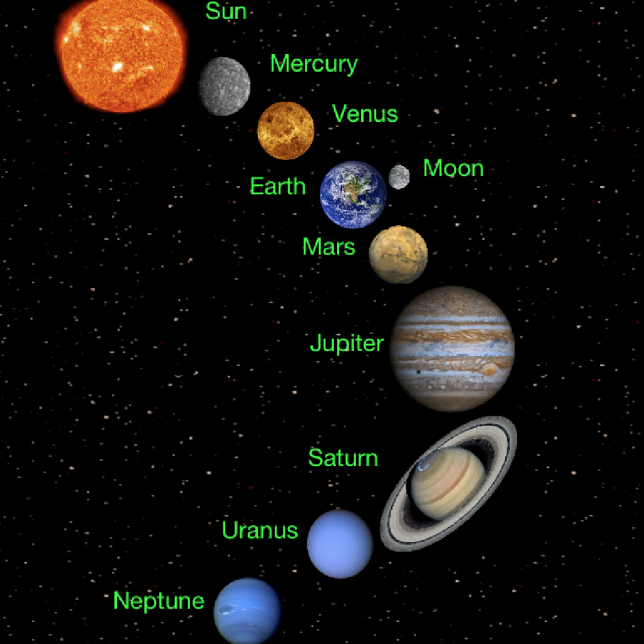 Sun
Mercury
Venus
Moon
Earth
Mars
Jupiter
Saturn
Uranus
Neptune